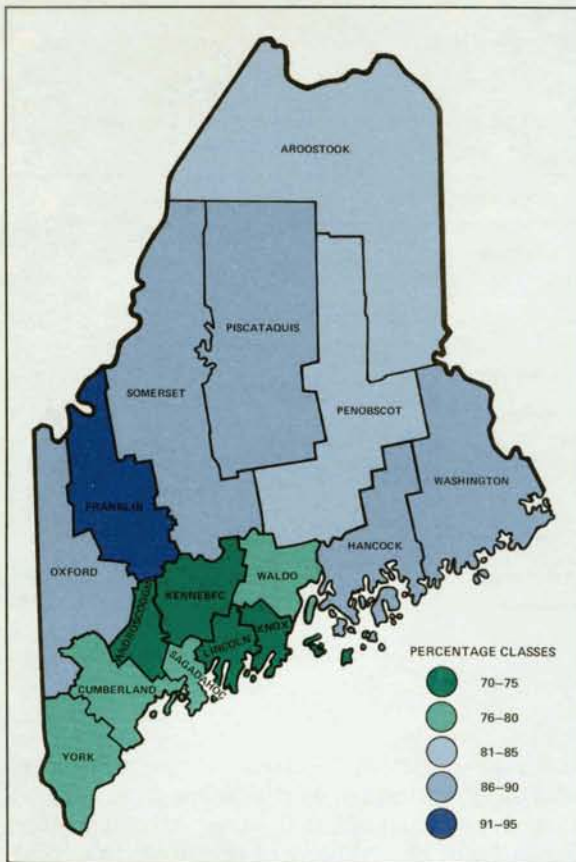 AROOSTOOK
PISCATAQUIS
SOMERSET
PENOBSCOT
WASHINGTON
FRANKLIN
HANCOCK
OXFORD
WALDO
KENNEBEC
ANDROSCOGGIN
KNOX
LINCOLN
SAGADAHOC
CUMBERLAND
YORK
PERCENTAGE CLASSES
70–75
76–80
81–85
86–90
91–95